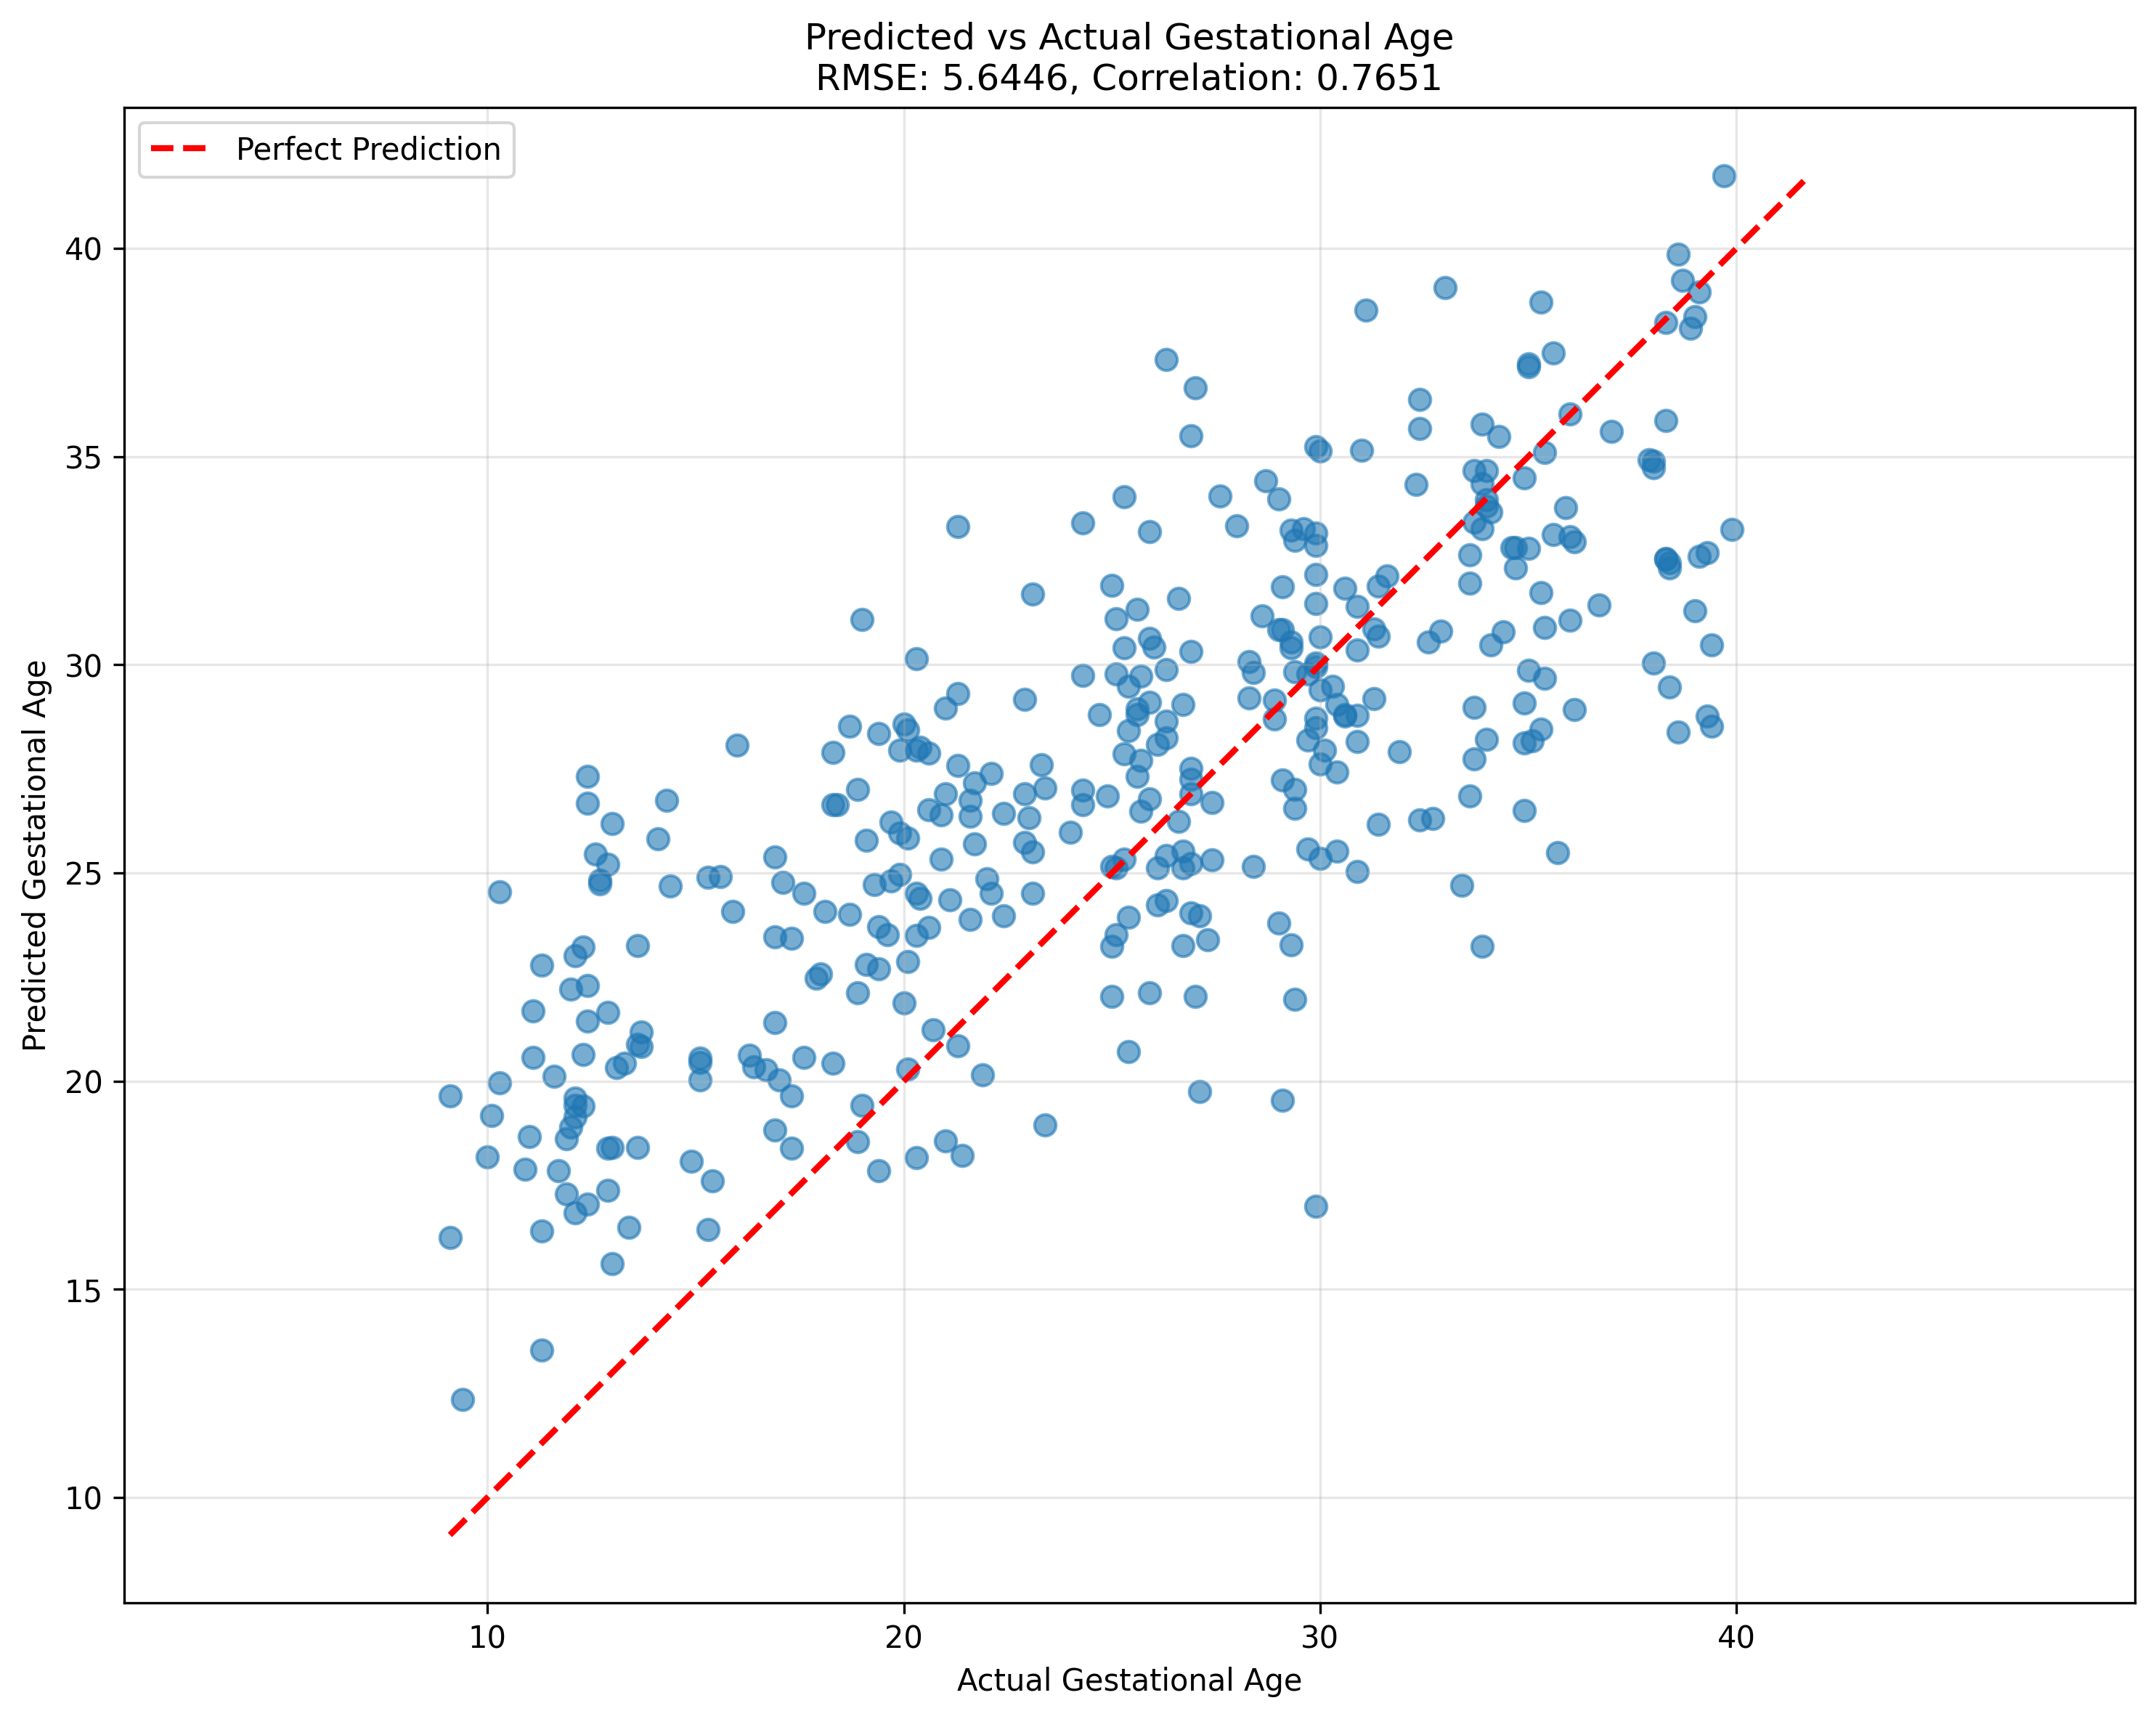 Predicted vs Actual Gestational Age
RMSE: 5.6446, Correlation: 0.7651
Perfect Prediction
Predicted Gestational Age
40
35
30
25
20
15
10
10 20 30 40
Actual Gestational Age